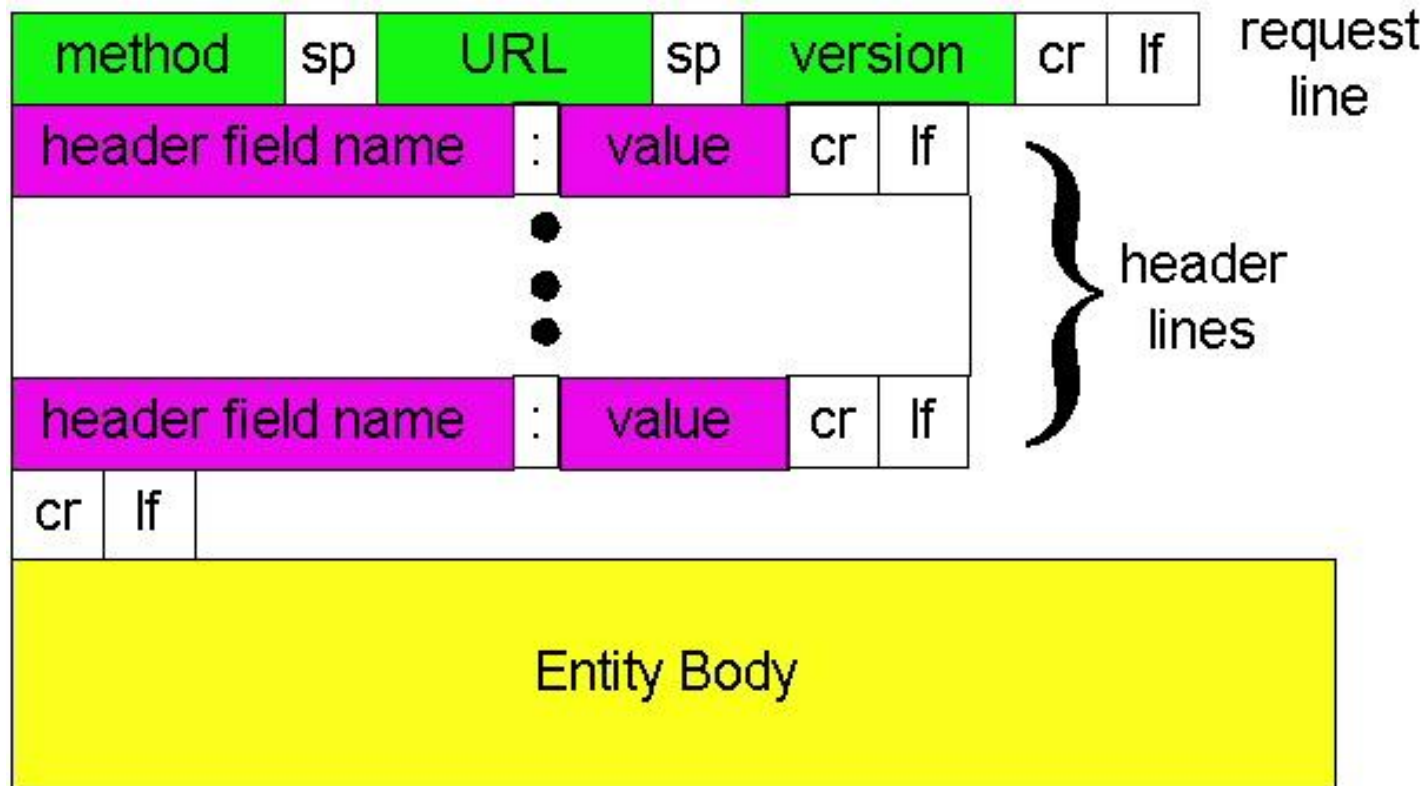 method sp URL sp version cr lf request line
header field name : value cr lf
header lines
header field name : value cr lf
cr lf
Entity Body